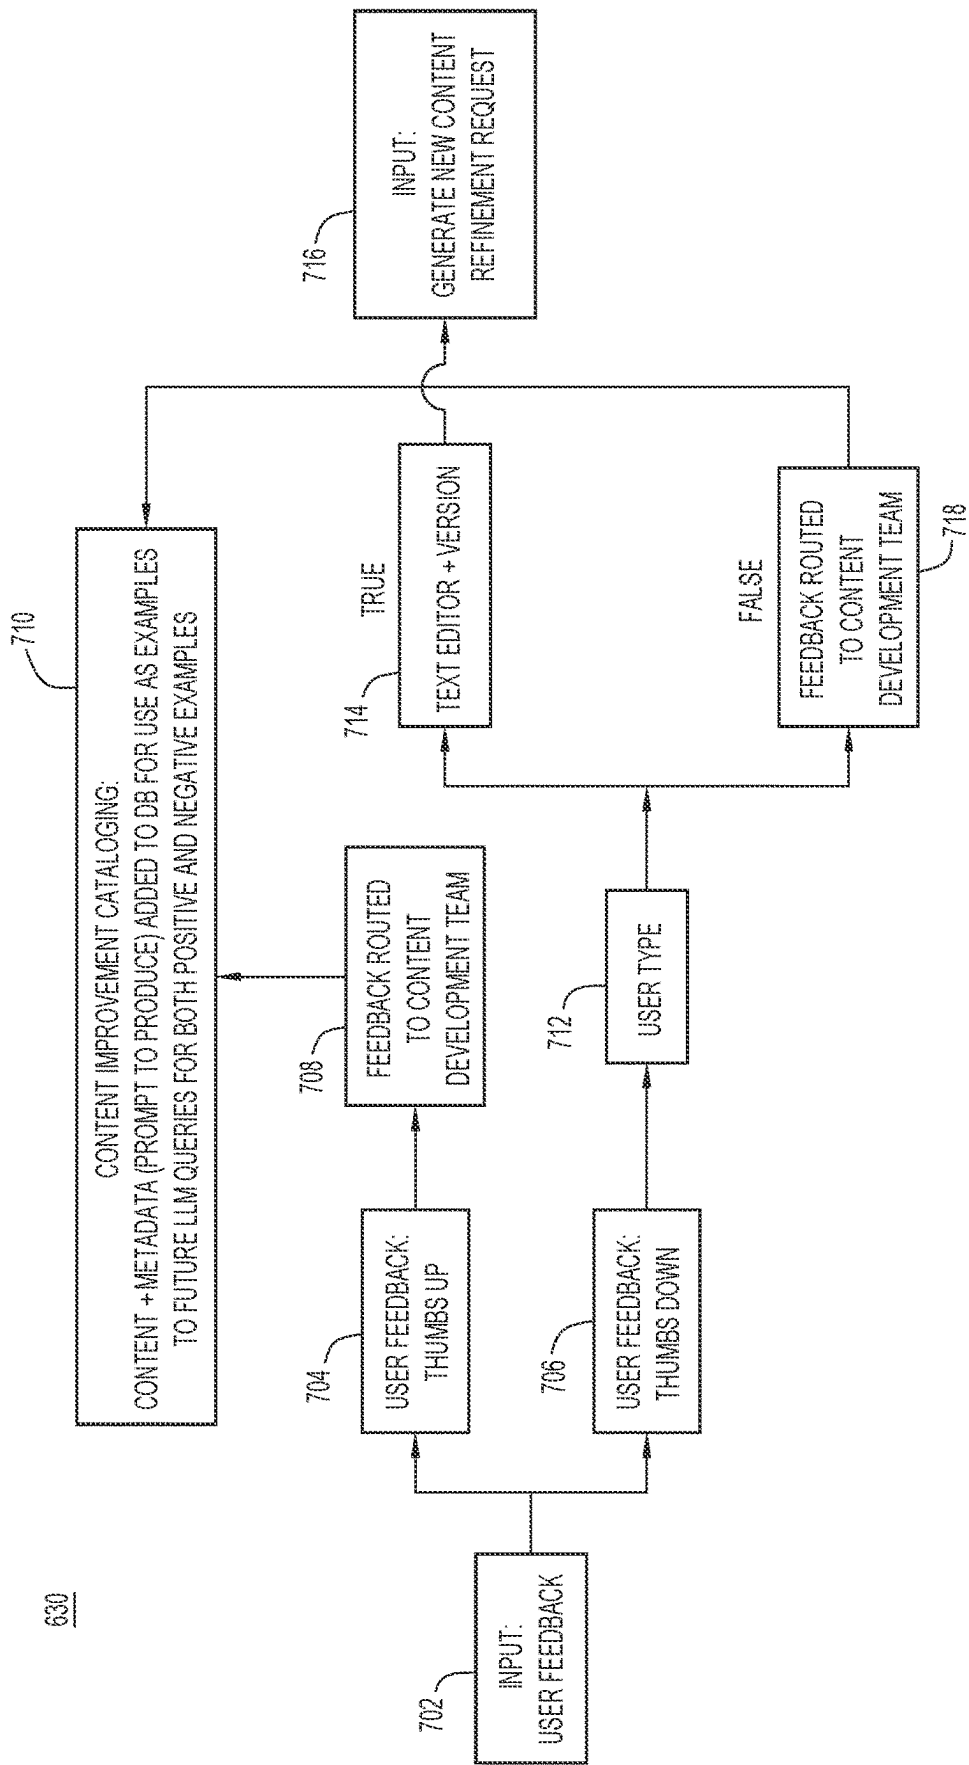 630
710
CONTENT IMPROVEMENT CATALOGING:
CONTENT + METADATA (PROMPT TO PRODUCE) ADDED TO DB FOR USE AS EXAMPLES
TO FUTURE LLM QUERIES FOR BOTH POSITIVE AND NEGATIVE EXAMPLES
702
INPUT:
USER FEEDBACK
704
USER FEEDBACK:
THUMBS UP
706
USER FEEDBACK:
THUMBS DOWN
708
FEEDBACK ROUTED
TO CONTENT
DEVELOPMENT TEAM
712
USER TYPE
714
TRUE
TEXT EDITOR + VERSION
716
INPUT:
GENERATE NEW CONTENT
REFINEMENT REQUEST
FALSE
FEEDBACK ROUTED
TO CONTENT
DEVELOPMENT TEAM
718